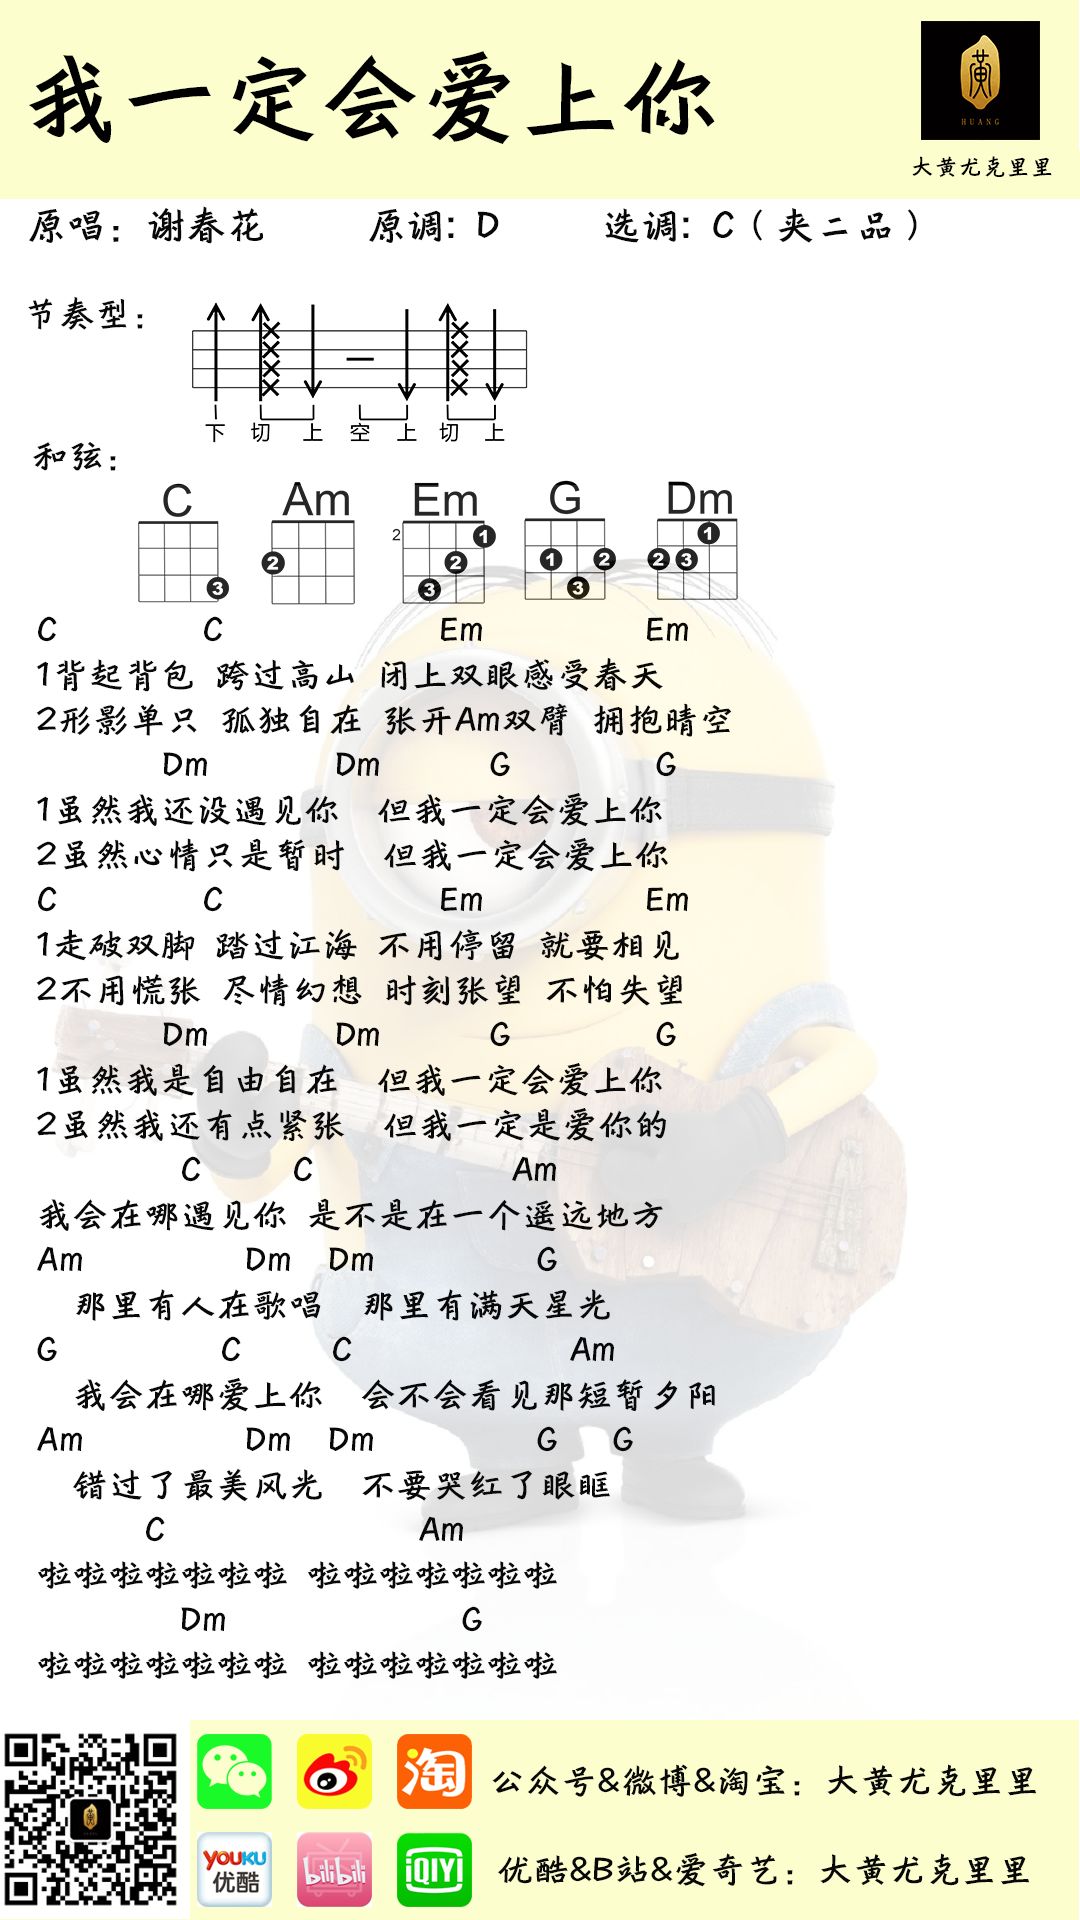 我一定会爱上你
HUANG
大黄尤克里里
原唱：谢春花 原调: D 选调: C（夹二品）
节奏型：
下 切 上 空 上 切 上
和弦：
C Am Em G Dm
3 2 2 1 2 3 1 2 3 1 2 3
C C Em Em
1背起背包 跨过高山 闭上双眼感受春天
2形影单只 孤独自在 张开Am双臂 拥抱晴空
Dm Dm G G
1虽然我还没遇见你 但我一定会爱上你
2虽然心情只是暂时 但我一定会爱上你
C C Em Em
1走破双脚 踏过江海 不用停留 就要相见
2不用慌张 尽情幻想 时刻张望 不怕失望
Dm Dm G G
1虽然我是自由自在 但我一定会爱上你
2虽然我还有点紧张 但我一定是爱你的
C C Am
我会在哪遇见你 是不是在一个遥远地方
Am Dm Dm G
那里有人在歌唱 那里有满天星光
G C C Am
我会在哪爱上你 会不会看见那短暂夕阳
Am Dm Dm G G
错过了最美风光 不要哭红了眼眶
C Am
啦啦啦啦啦啦啦 啦啦啦啦啦啦啦
Dm G
啦啦啦啦啦啦啦 啦啦啦啦啦啦啦
淘 公众号&微博&淘宝：大黄尤克里里
YOUKU 优酷 bilibili iQIYI 优酷&B站&爱奇艺：大黄尤克里里